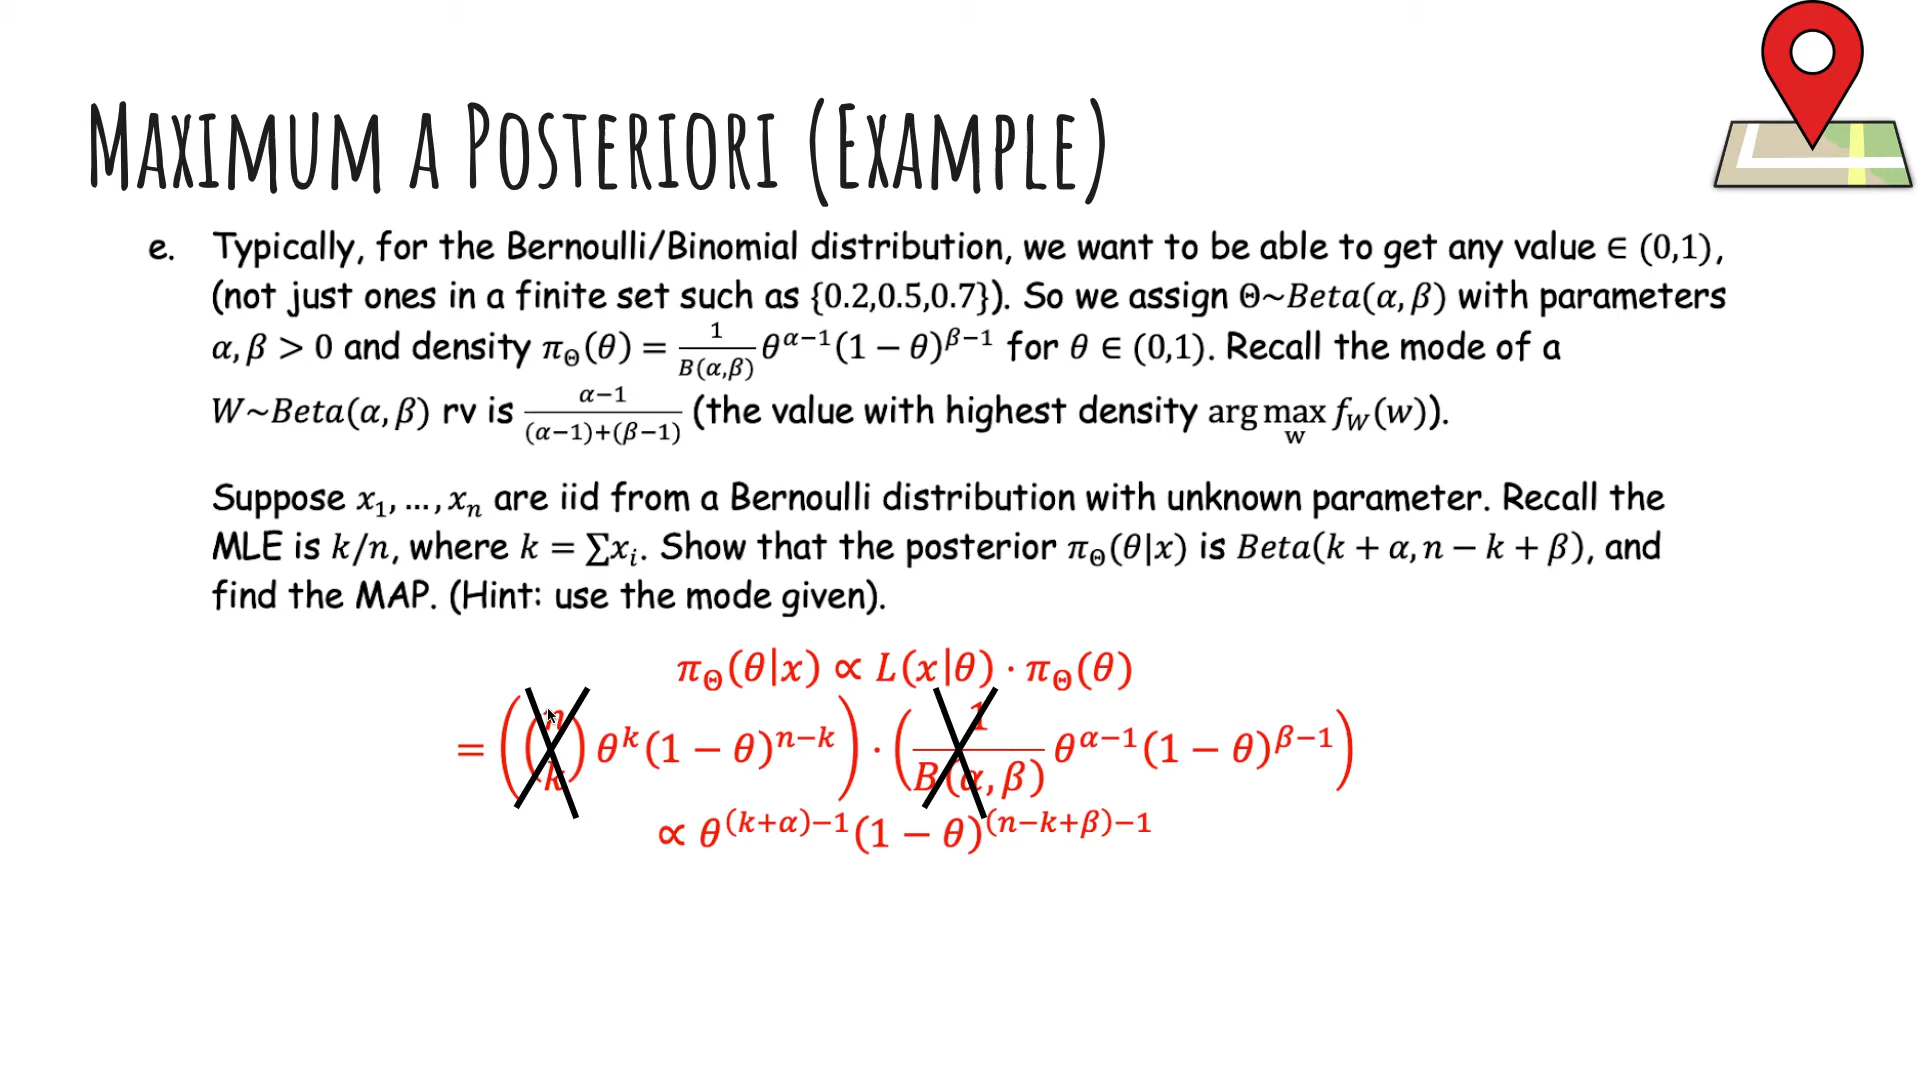 MAXIMUM A POSTERIORI (EXAMPLE)
e. Typically, for the Bernoulli/Binomial distribution, we want to be able to get any value ∈ (0,1),
(not just ones in a finite set such as {0.2,0.5,0.7}). So we assign Θ~Beta(α, β) with parameters
α, β > 0 and density π_Θ(θ) = 1/B(α,β) θ^(α−1)(1 − θ)^(β−1) for θ ∈ (0,1). Recall the mode of a
W~Beta(α, β) rv is (α−1)/((α−1)+(β−1)) (the value with highest density arg max_w f_W(w)).
Suppose x₁, …, xₙ are iid from a Bernoulli distribution with unknown parameter. Recall the
MLE is k/n, where k = ∑xᵢ. Show that the posterior π_Θ(θ|x) is Beta(k + α, n − k + β), and
find the MAP. (Hint: use the mode given).
π_Θ(θ|x) ∝ L(x|θ) · π_Θ(θ)
= ((n k) θ^k(1 − θ)^(n−k)) · (1/B(α, β) θ^(α−1)(1 − θ)^(β−1))
∝ θ^((k+α)−1)(1 − θ)^((n−k+β)−1)